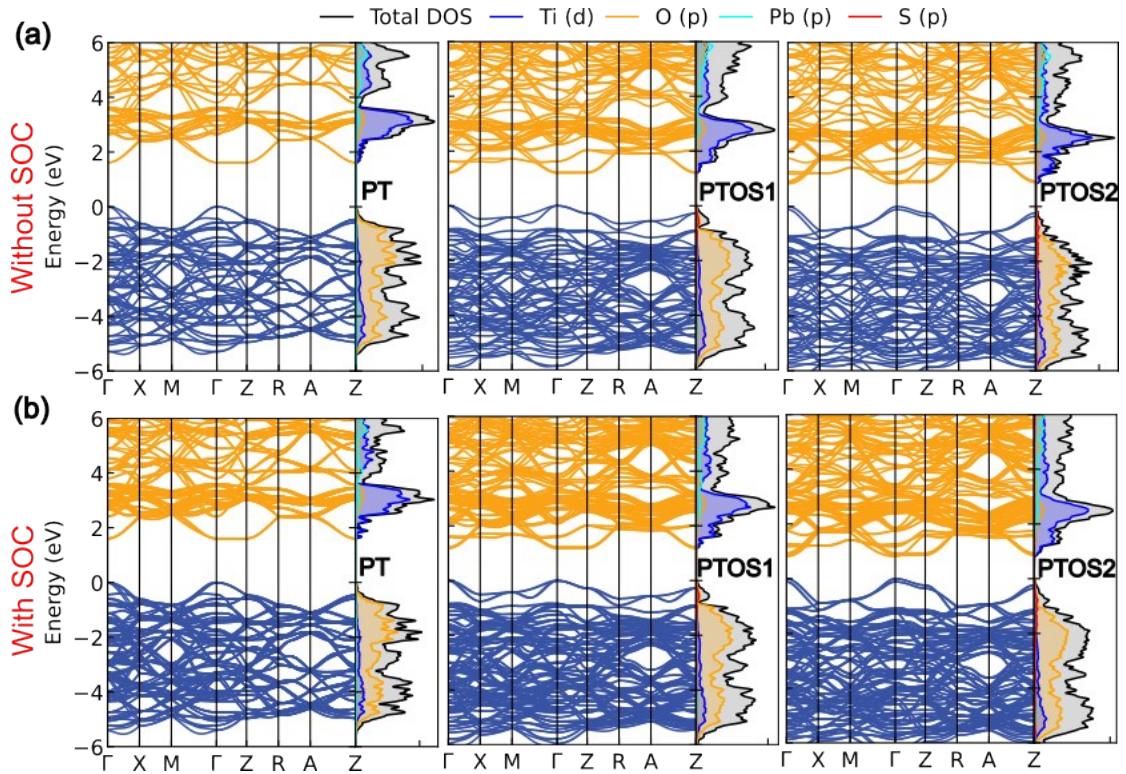 Total DOS Ti (d) O (p) Pb (p) S (p)
(a)
Without SOC
Energy (eV)
6
4
2
0
−2
−4
−6
PT
PTOS1
PTOS2
Γ X M Γ Z R A Z
Γ X M Γ Z R A Z
Γ X M Γ Z R A Z
(b)
With SOC
Energy (eV)
6
4
2
0
−2
−4
−6
PT
PTOS1
PTOS2
Γ X M Γ Z R A Z
Γ X M Γ Z R A Z
Γ X M Γ Z R A Z